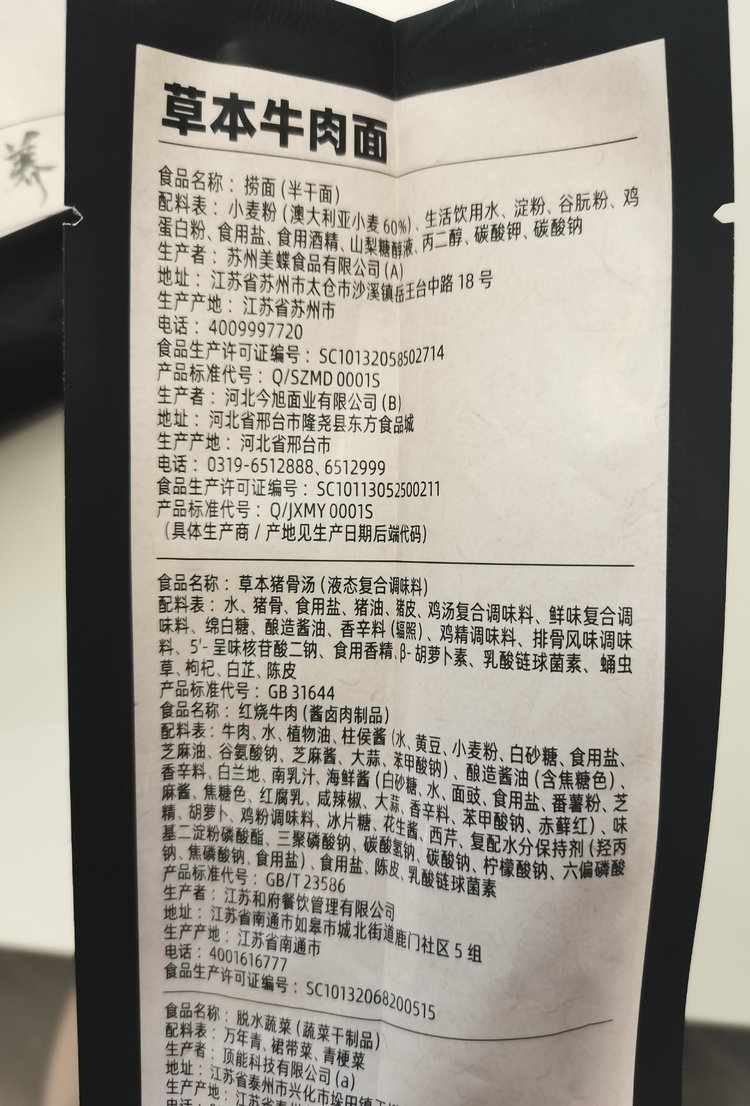 养
草本牛肉面
食品名称：捞面（半干面）
配料表：小麦粉（澳大利亚小麦60%）、生活饮用水、淀粉、谷朊粉、鸡
蛋白粉、食用盐、食用酒精、山梨糖醇液、丙二醇、碳酸钾、碳酸钠
生产者：苏州美蝶食品有限公司(A)
地址：江苏省苏州市太仓市沙溪镇岳王台中路18号
生产产地：江苏省苏州市
电话：4009997720
食品生产许可证编号：SC10132058502714
产品标准代号：Q/SZMD 0001S
生产者：河北今旭面业有限公司(B)
地址：河北省邢台市隆尧县东方食品城
生产产地：河北省邢台市
电话：0319-6512888、6512999
食品生产许可证编号：SC10113052500211
产品标准代号：Q/JXMY 0001S
（具体生产商/产地见生产日期后端代码）
食品名称：草本猪骨汤（液态复合调味料）
配料表：水、猪骨、食用盐、猪油、猪皮、鸡汤复合调味料、鲜味复合调
味料、绵白糖、酿造酱油、香辛料（辐照）、鸡精调味料、排骨风味调味
料、5'-呈味核苷酸二钠、食用香精、β-胡萝卜素、乳酸链球菌素、蛹虫
草、枸杞、白芷、陈皮
产品标准代号：GB 31644
食品名称：红烧牛肉（酱卤肉制品）
配料表：牛肉、水、植物油、柱侯酱（水、黄豆、小麦粉、白砂糖、食用盐、
芝麻油、谷氨酸钠、芝麻酱、大蒜、苯甲酸钠）、酿造酱油（含焦糖色）、
香辛料、白兰地、南乳汁、海鲜酱（白砂糖、水、面豉、食用盐、番薯粉、芝
麻酱、焦糖色、红腐乳、咸辣椒、大蒜、香辛料、苯甲酸钠、赤藓红）、味
精、胡萝卜、鸡粉调味料、冰片糖、花生酱、西芹、复配水分保持剂（羟丙
基二淀粉磷酸酯、三聚磷酸钠、碳酸氢钠、碳酸钠、柠檬酸钠、六偏磷酸
钠、焦磷酸钠、食用盐）、食用盐、陈皮、乳酸链球菌素
产品标准代号：GB/T 23586
生产者：江苏和府餐饮管理有限公司
地址：江苏省南通市如皋市城北街道鹿门社区5组
生产产地：江苏省南通市
电话：4001616777
食品生产许可证编号：SC10132068200515
食品名称：脱水蔬菜（蔬菜干制品）
配料表：万年青、裙带菜、青梗菜
生产者：顶能科技有限公司(a)
地址：江苏省泰州市兴化市垛田镇
生产产地：江苏省泰州